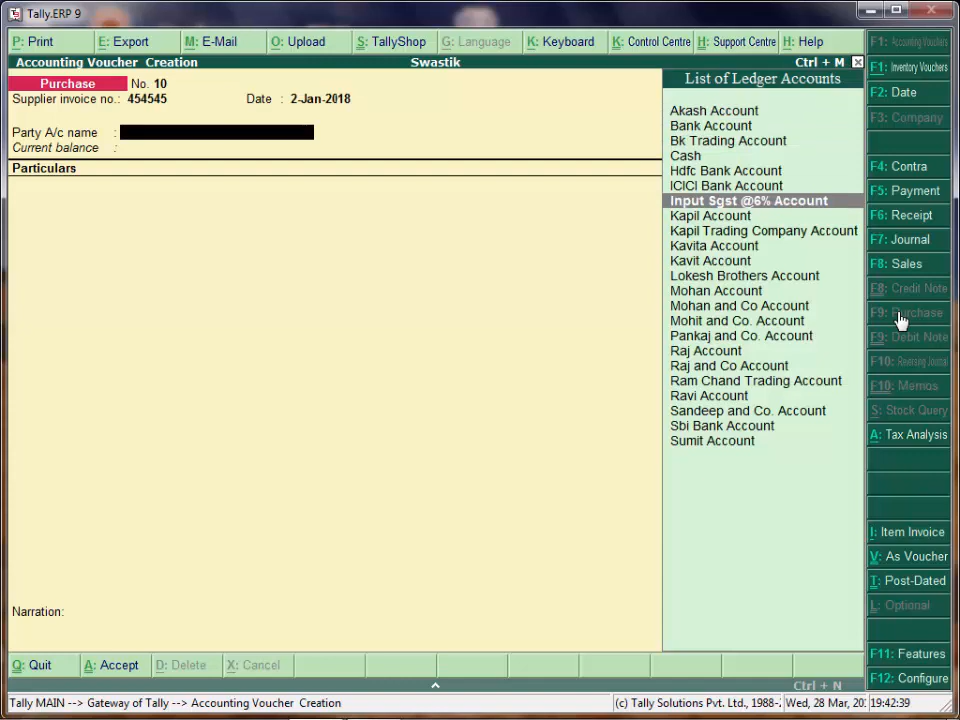 Tally.ERP 9
P: Print
E: Export
M: E-Mail
O: Upload
S: TallyShop
G: Language
K: Keyboard
K: Control Centre
H: Support Centre
H: Help
Accounting Voucher Creation
Swastik
Ctrl + M
Purchase No. 10
Supplier invoice no.: 454545
Date : 2-Jan-2018
Party A/c name :
Current balance :
Particulars
Narration:
List of Ledger Accounts
Akash Account
Bank Account
Bk Trading Account
Cash
Hdfc Bank Account
ICICI Bank Account
Input Sgst @6% Account
Kapil Account
Kapil Trading Company Account
Kavita Account
Kavit Account
Lokesh Brothers Account
Mohan Account
Mohan and Co Account
Mohit and Co. Account
Pankaj and Co. Account
Raj Account
Raj and Co Account
Ram Chand Trading Account
Ravi Account
Sandeep and Co. Account
Sbi Bank Account
Sumit Account
F1: Accounting Vouchers
F1: Inventory Vouchers
F2: Date
F3: Company
F4: Contra
F5: Payment
F6: Receipt
F7: Journal
F8: Sales
F8: Credit Note
F9: Purchase
F9: Debit Note
F10: Reversing Journal
F10: Memos
S: Stock Query
A: Tax Analysis
I: Item Invoice
V: As Voucher
T: Post-Dated
L: Optional
F11: Features
F12: Configure
Q: Quit
A: Accept
D: Delete
X: Cancel
Ctrl + N
Tally MAIN --> Gateway of Tally --> Accounting Voucher Creation
(c) Tally Solutions Pvt. Ltd., 1988-
Wed, 28 Mar, 20
19:42:39